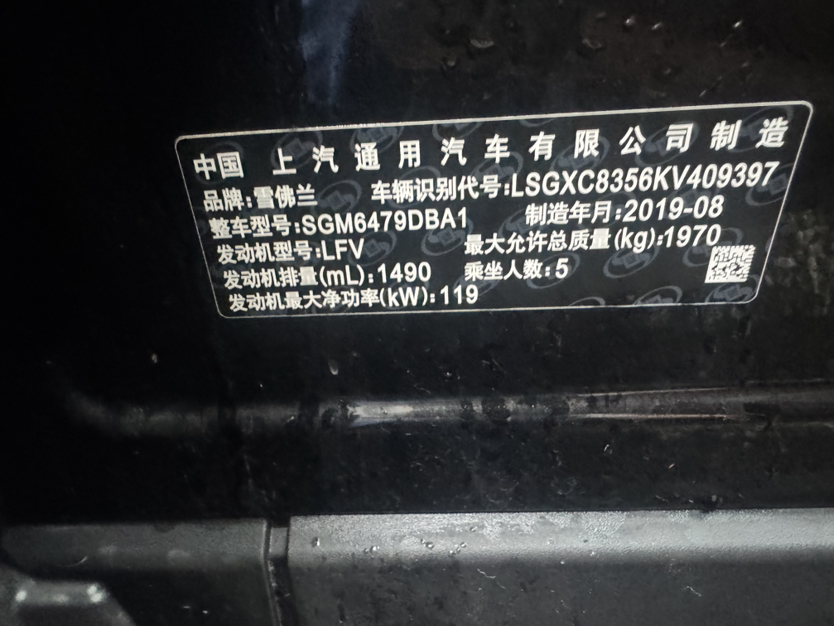 中国 上汽通用汽车有限公司制造
品牌:雪佛兰 车辆识别代号:LSGXC8356KV409397
整车型号:SGM6479DBA1 制造年月:2019-08
发动机型号:LFV 最大允许总质量(kg):1970
发动机排量(mL):1490 乘坐人数:5
发动机最大净功率(kW):119